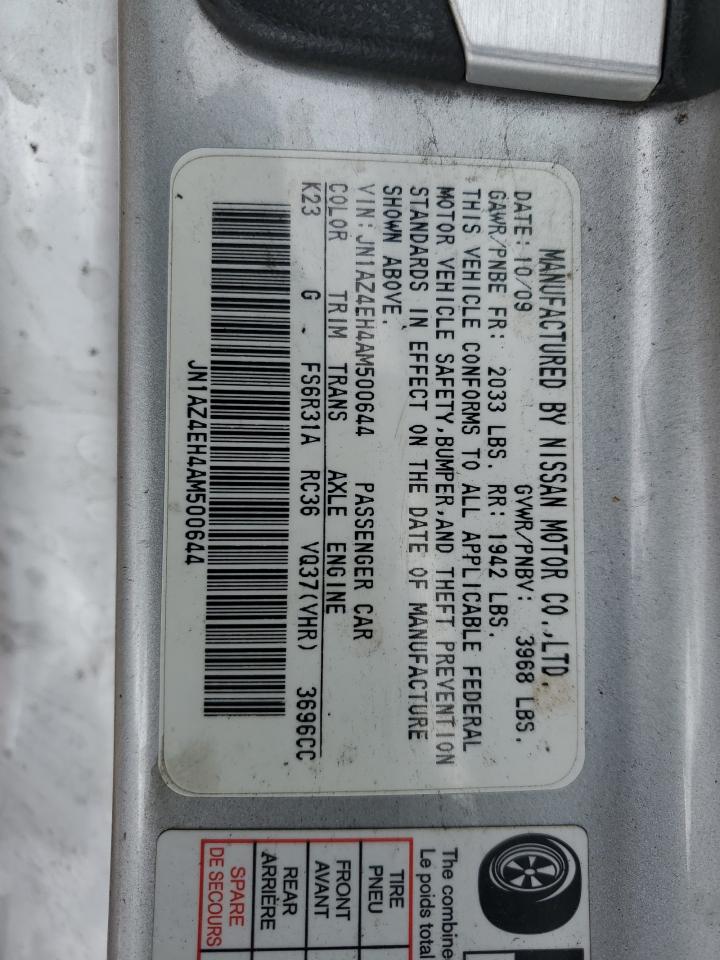 MANUFACTURED BY NISSAN MOTOR CO.,LTD.
DATE: 10/09 GVWR/PNBV: 3968 LBS.
GAWR/PNBE FR: 2033 LBS. RR: 1942 LBS.
THIS VEHICLE CONFORMS TO ALL APPLICABLE FEDERAL
MOTOR VEHICLE SAFETY,BUMPER,AND THEFT PREVENTION
STANDARDS IN EFFECT ON THE DATE OF MANUFACTURE
SHOWN ABOVE.
VIN: JN1AZ4EH4AM500644 PASSENGER CAR
COLOR TRIM TRANS AXLE ENGINE
K23 G FS6R31A RC36 VQ37(VHR) 3696CC
JN1AZ4EH4AM500644
The combine
Le poids total
TIRE
PNEU
FRONT
AVANT
REAR
ARRIÈRE
SPARE
DE SECOURS